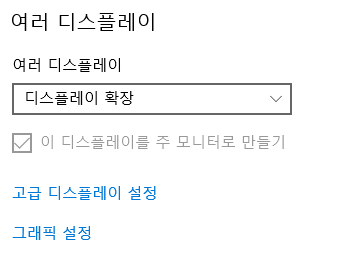 여러 디스플레이
여러 디스플레이
디스플레이 확장
이 디스플레이를 주 모니터로 만들기
고급 디스플레이 설정
그래픽 설정